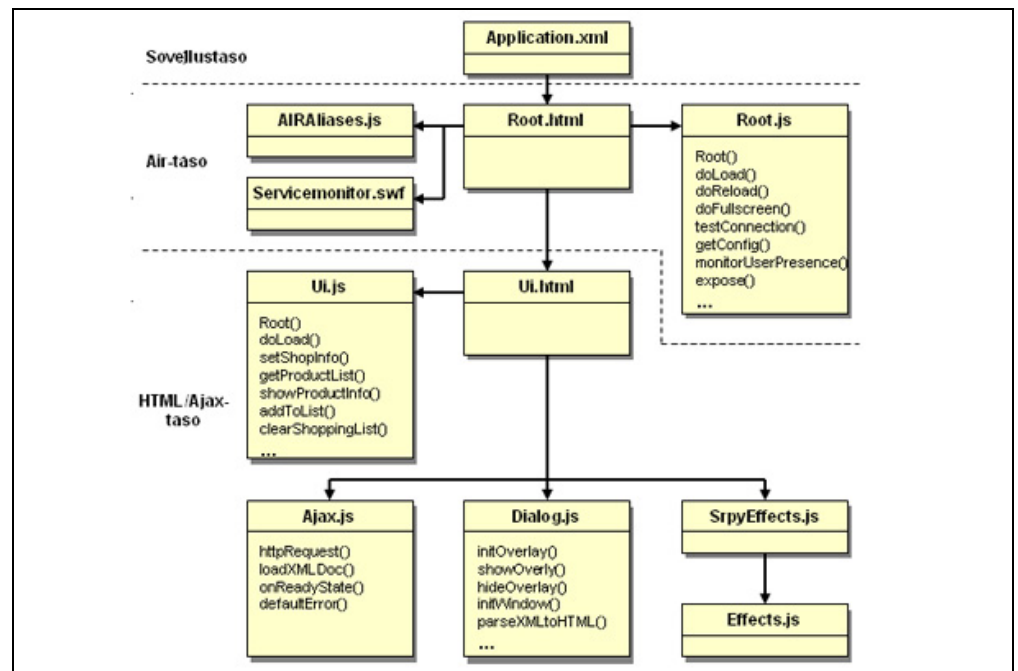 Application.xml
Sovellustaso
AIRAliases.js
Root.html
Root.js
Air-taso
Servicemonitor.swf
Root()
doLoad()
doReload()
doFullscreen()
testConnection()
getConfig()
monitorUserPresence()
expose()
...
Ui.js
Ui.html
Root()
doLoad()
setShopInfo()
getProductList()
showProductInfo()
addToList()
clearShoppingList()
...
HTML/Ajax-
taso
Ajax.js
httpRequest()
loadXMLDoc()
onReadyState()
defaultError()
Dialog.js
initOverlay()
showOverly()
hideOverlay()
initWindow()
parseXMLtoHTML()
...
SrpyEffects.js
Effects.js